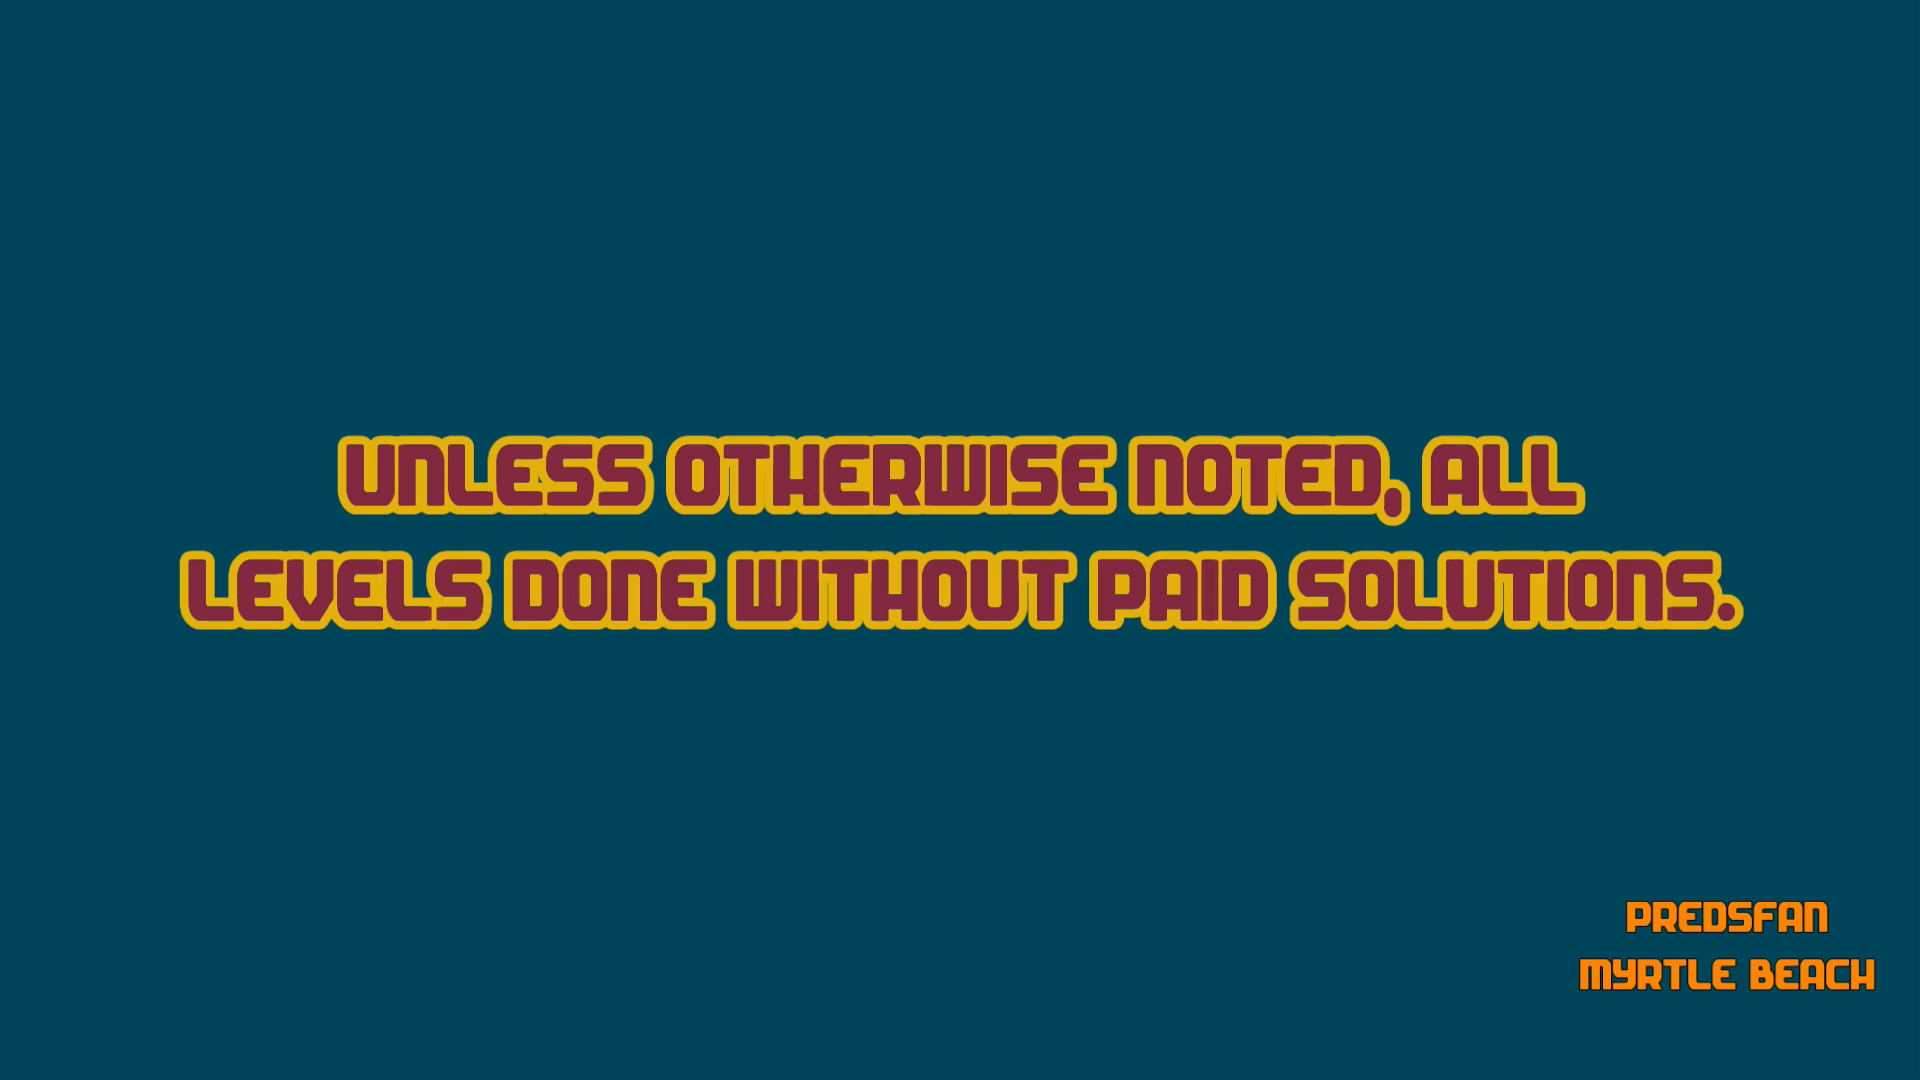 UNLESS OTHERWISE NOTED, ALL
LEVELS DONE WITHOUT PAID SOLUTIONS.
PREDSFAN
MYRTLE BEACH